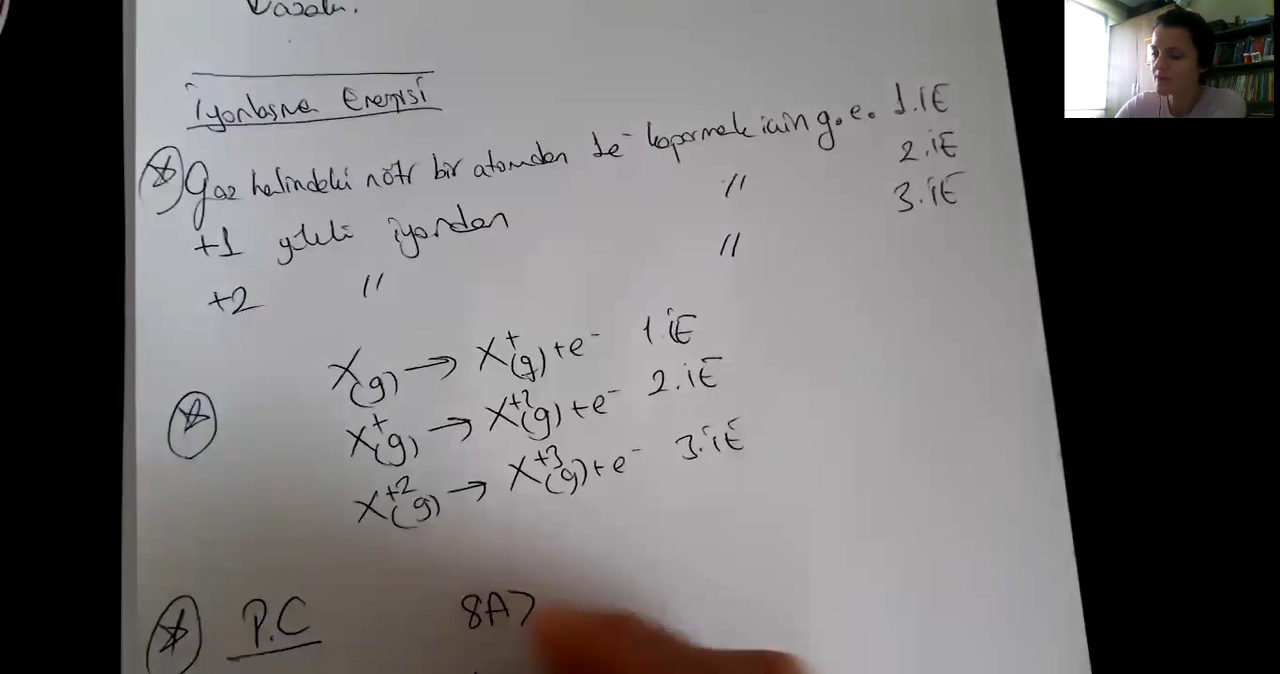 İyonlaşma Enerjisi
Gaz halindeki nötr bir atomdan 1e⁻ koparmak için g.e. 1.İE
+1 yüklü iyondan " 2.İE
+2 " " 3.İE
X(g) → X⁺(g) + e⁻ 1.İE
X⁺(g) → X⁺²(g) + e⁻ 2.İE
X⁺²(g) → X⁺³(g) + e⁻ 3.İE
P.C 8A>